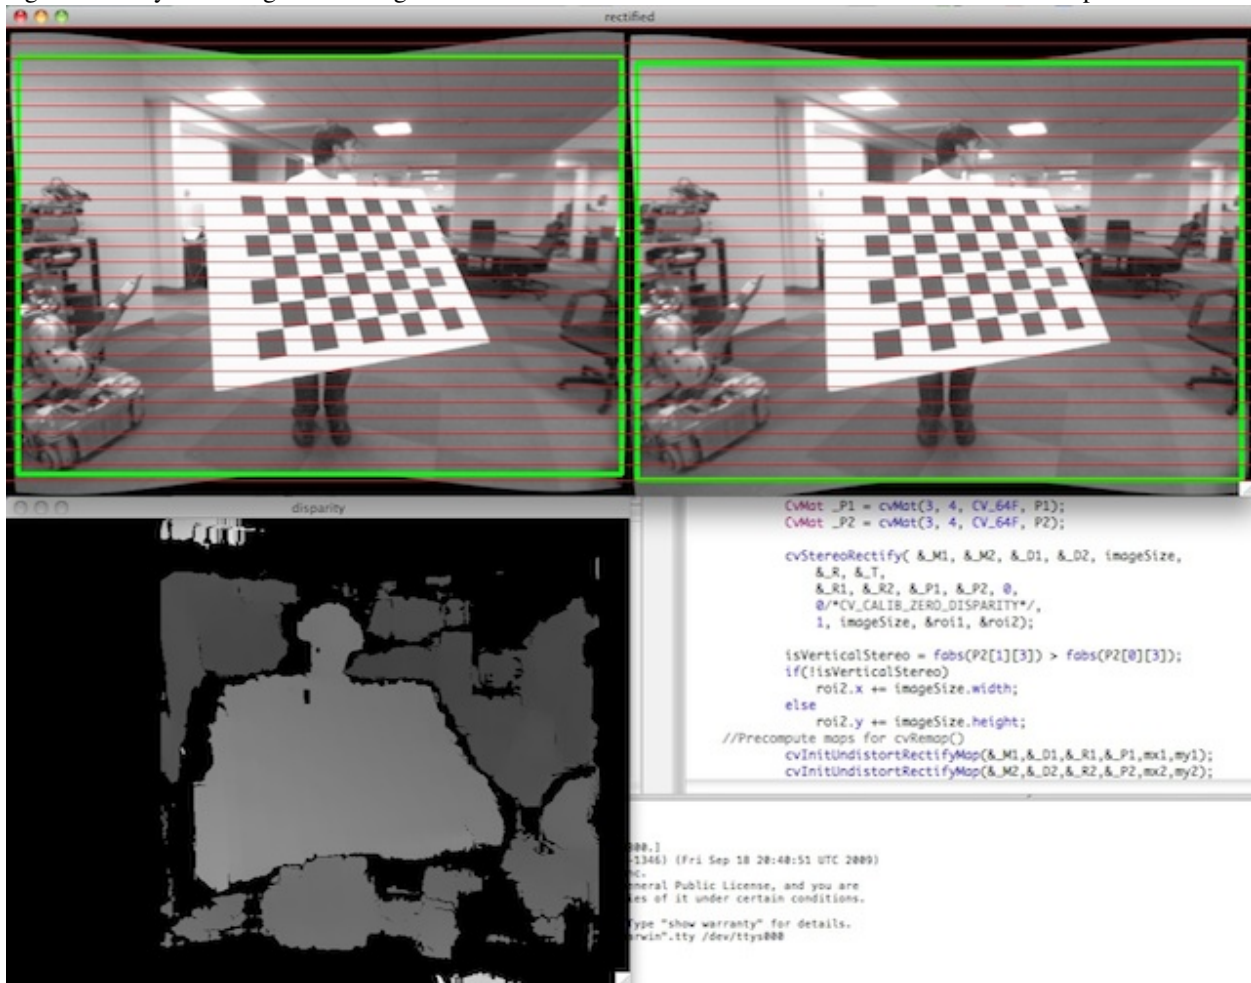 rectified
disparity
CvMat _P1 = cvMat(3, 4, CV_64F, P1);
CvMat _P2 = cvMat(3, 4, CV_64F, P2);
cvStereoRectify( &_M1, &_M2, &_D1, &_D2, imageSize,
&_R, &_T,
&_R1, &_R2, &_P1, &_P2, 0,
0/*CV_CALIB_ZERO_DISPARITY*/,
1, imageSize, &roi1, &roi2);
isVerticalStereo = fabs(P2[1][3]) > fabs(P2[0][3]);
if(!isVerticalStereo)
roi2.x += imageSize.width;
else
roi2.y += imageSize.height;
//Precompute maps for cvRemap()
cvInitUndistortRectifyMap(&_M1,&_D1,&_R1,&_P1,mx1,my1);
cvInitUndistortRectifyMap(&_M2,&_D2,&_R2,&_P2,mx2,my2);
-1346) (Fri Sep 18 20:40:51 UTC 2009)
nc.
eneral Public License, and you are
ies of it under certain conditions.
Type "show warranty" for details.
arwin".tty /dev/ttys000